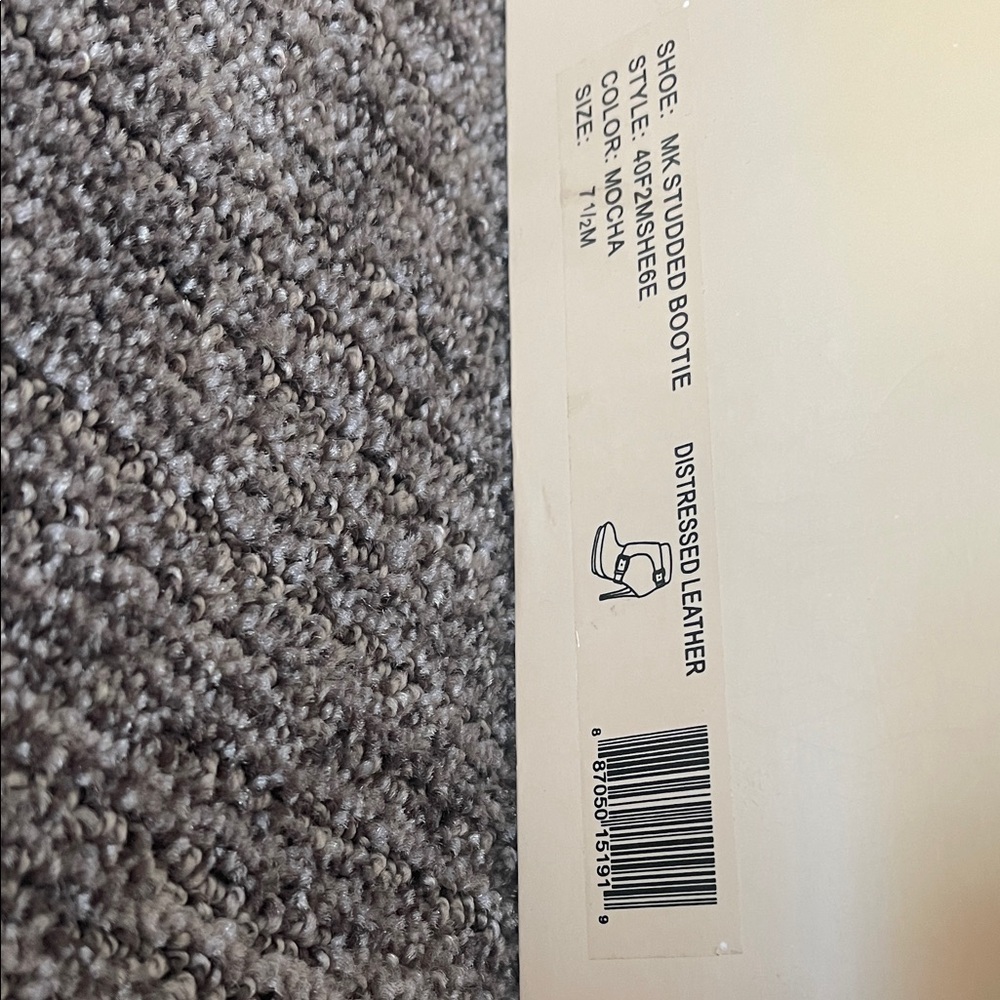 SHOE: MK STUDDED BOOTIE DISTRESSED LEATHER
STYLE: 40F2MSHE6E
COLOR: MOCHA
SIZE: 7 1/2M
8 87050 15191 9